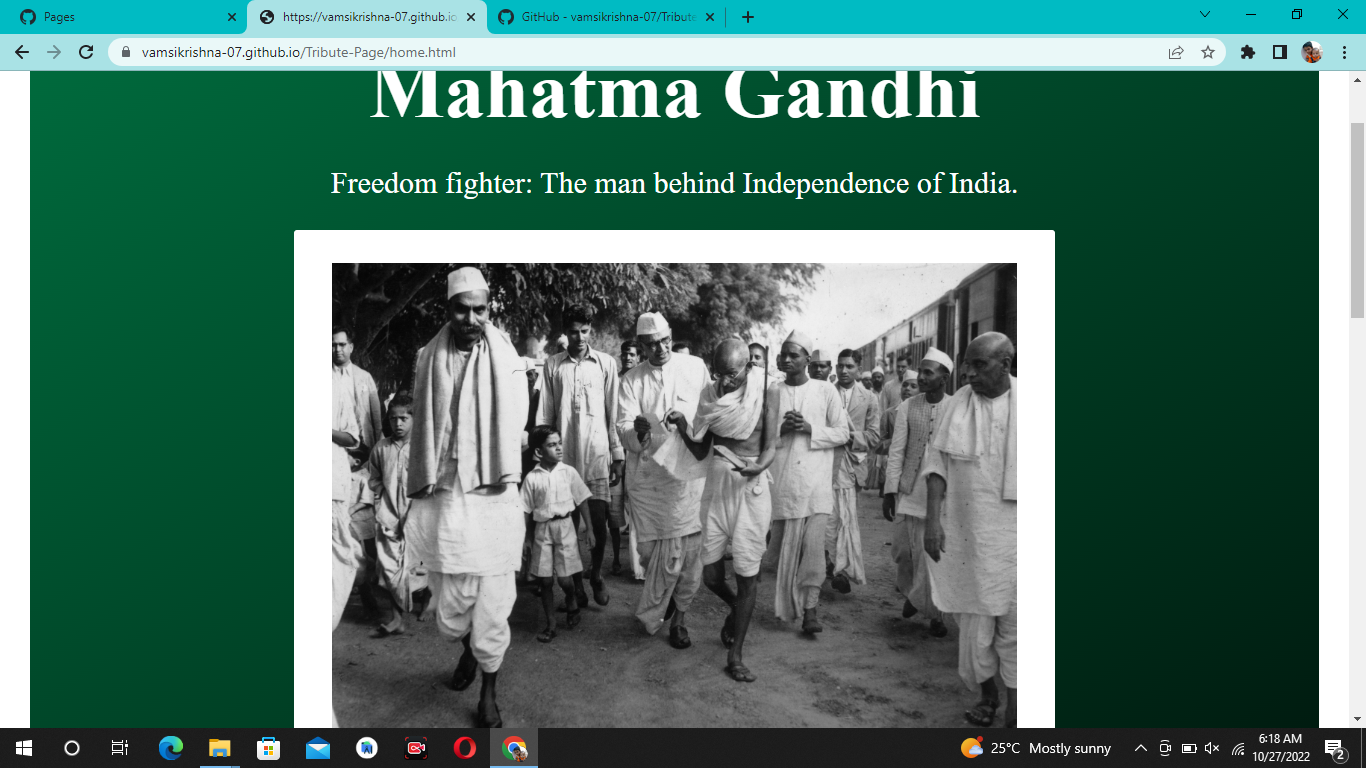 Pages
https://vamsikrishna-07.github.io
GitHub - vamsikrishna-07/Tribute
vamsikrishna-07.github.io/Tribute-Page/home.html
Mahatma Gandhi
Freedom fighter: The man behind Independence of India.
25°C Mostly sunny
6:18 AM
10/27/2022
2